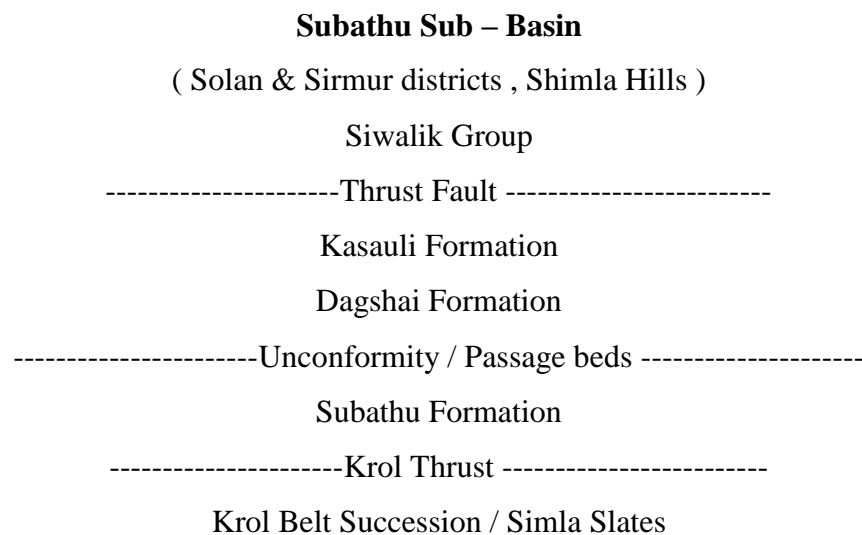 Subathu Sub – Basin
( Solan & Sirmur districts , Shimla Hills )
Siwalik Group
----------------------Thrust Fault -------------------------
Kasauli Formation
Dagshai Formation
-----------------------Unconformity / Passage beds ---------------------
Subathu Formation
----------------------Krol Thrust -------------------------
Krol Belt Succession / Simla Slates